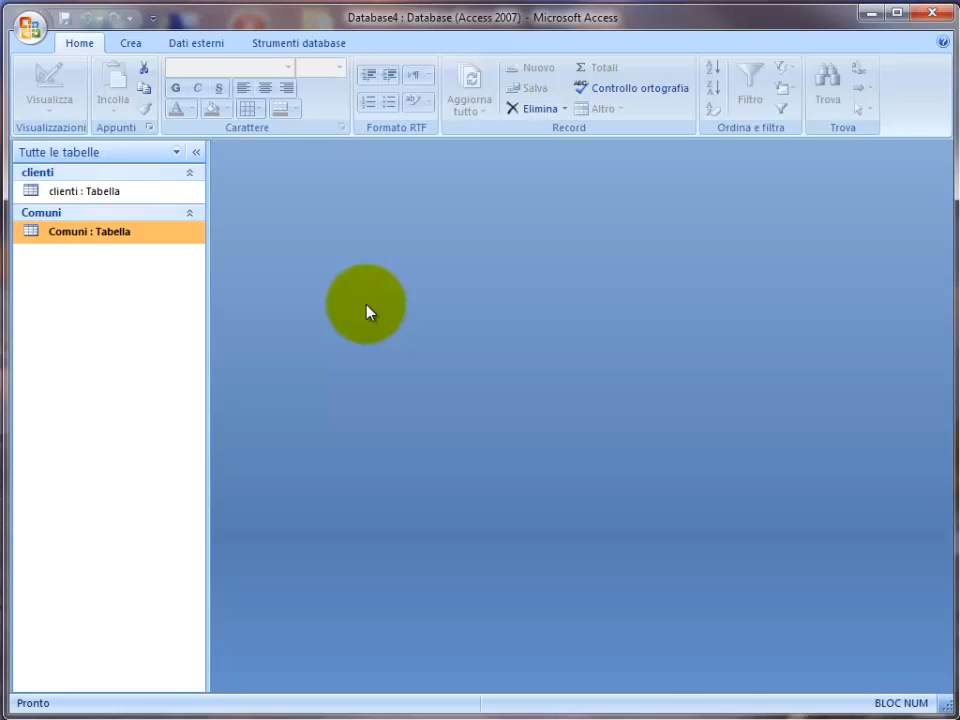 Database4 : Database (Access 2007) - Microsoft Access
Home Crea Dati esterni Strumenti database
Visualizza
Visualizzazioni
Incolla
Appunti
G C S
A
Carattere
Formato RTF
Aggiorna
tutto
Nuovo
Salva
Elimina
Totali
Controllo ortografia
Altro
Record
Filtro
Ordina e filtra
Trova
Trova
Tutte le tabelle
clienti
clienti : Tabella
Comuni
Comuni : Tabella
Pronto
BLOC NUM